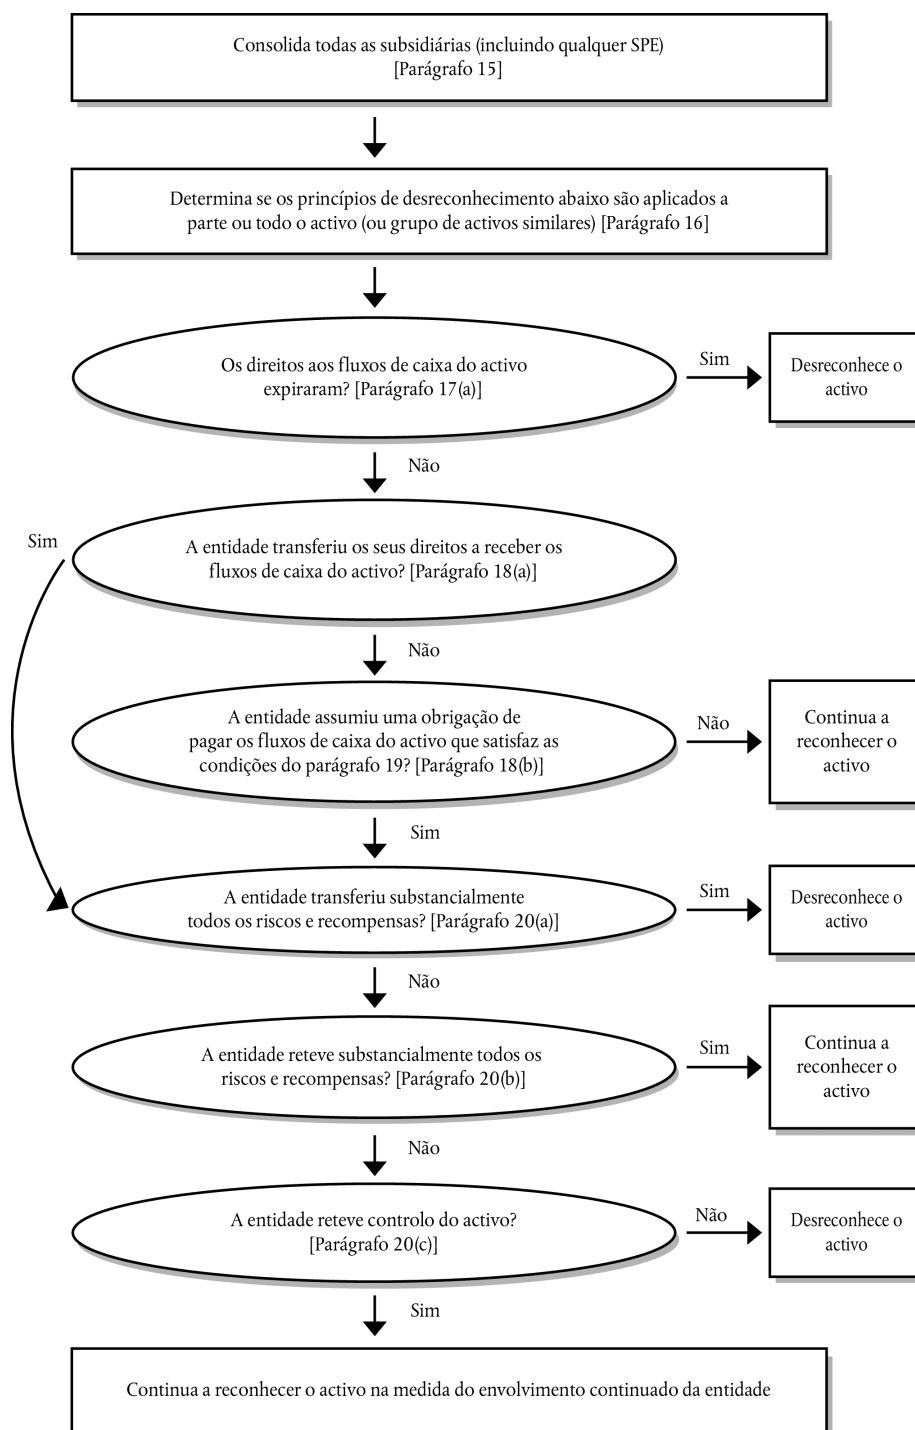 Consolida todas as subsidiárias (incluindo qualquer SPE)
[Parágrafo 15]
Determina se os princípios de desreconhecimento abaixo são aplicados a
parte ou todo o activo (ou grupo de activos similares) [Parágrafo 16]
Os direitos aos fluxos de caixa do activo
expiraram? [Parágrafo 17(a)]
Sim
Desreconhece o
activo
Não
Sim
A entidade transferiu os seus direitos a receber os
fluxos de caixa do activo? [Parágrafo 18(a)]
Não
A entidade assumiu uma obrigação de
pagar os fluxos de caixa do activo que satisfaz as
condições do parágrafo 19? [Parágrafo 18(b)]
Não
Continua a
reconhecer o
activo
Sim
A entidade transferiu substancialmente
todos os riscos e recompensas? [Parágrafo 20(a)]
Sim
Desreconhece o
activo
Não
A entidade reteve substancialmente todos os
riscos e recompensas? [Parágrafo 20(b)]
Sim
Continua a
reconhecer o
activo
Não
A entidade reteve controlo do activo?
[Parágrafo 20(c)]
Não
Desreconhece o
activo
Sim
Continua a reconhecer o activo na medida do envolvimento continuado da entidade